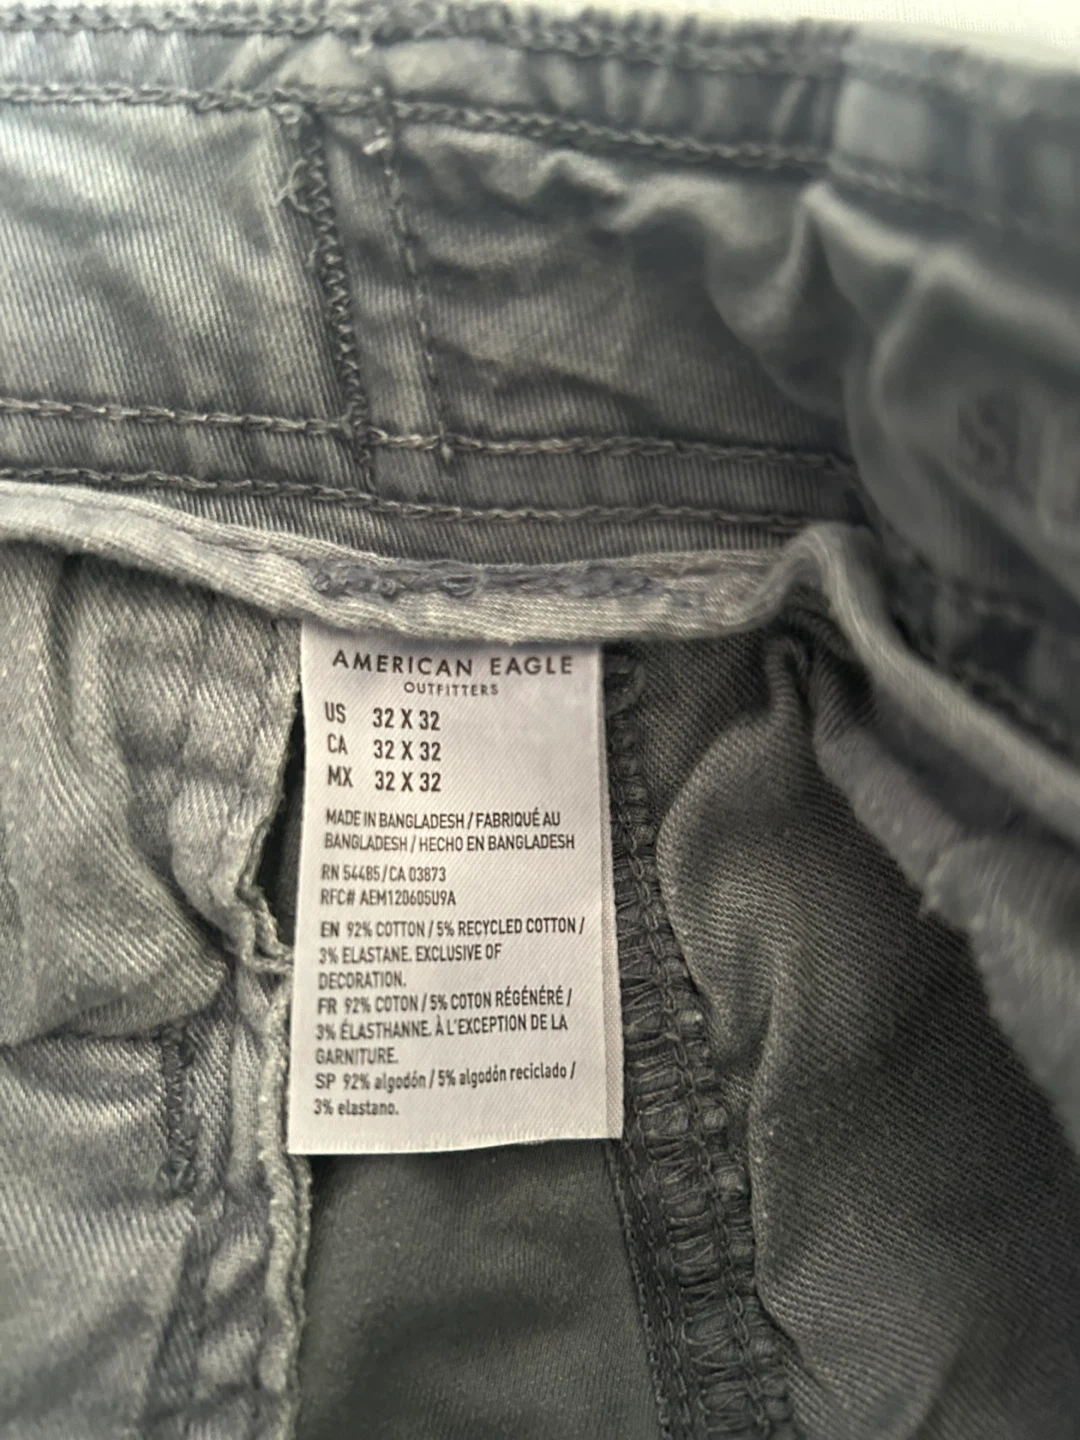 AMERICAN EAGLE
OUTFITTERS
US 32 X 32
CA 32 X 32
MX 32 X 32
MADE IN BANGLADESH / FABRIQUÉ AU
BANGLADESH / HECHO EN BANGLADESH
RN 54485 / CA 03873
RFC# AEM120605U9A
EN 92% COTTON / 5% RECYCLED COTTON /
3% ELASTANE. EXCLUSIVE OF
DECORATION.
FR 92% COTON / 5% COTON RÉGÉNÉRÉ /
3% ÉLASTHANNE. À L'EXCEPTION DE LA
GARNITURE.
SP 92% algodón / 5% algodón reciclado /
3% elastano.